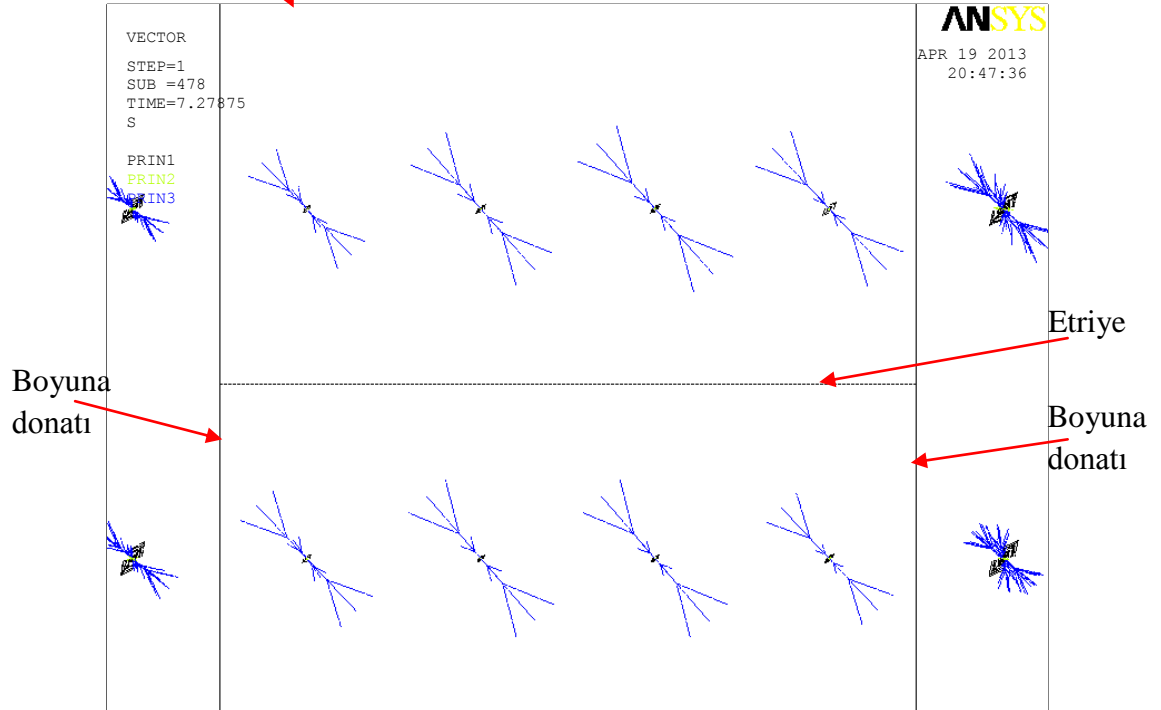 ANSYS
VECTOR
STEP=1
SUB =478
TIME=7.27875
S
PRIN1
PRIN2
PRIN3
APR 19 2013
20:47:36
Etriye
Boyuna
donatı
Boyuna
donatı